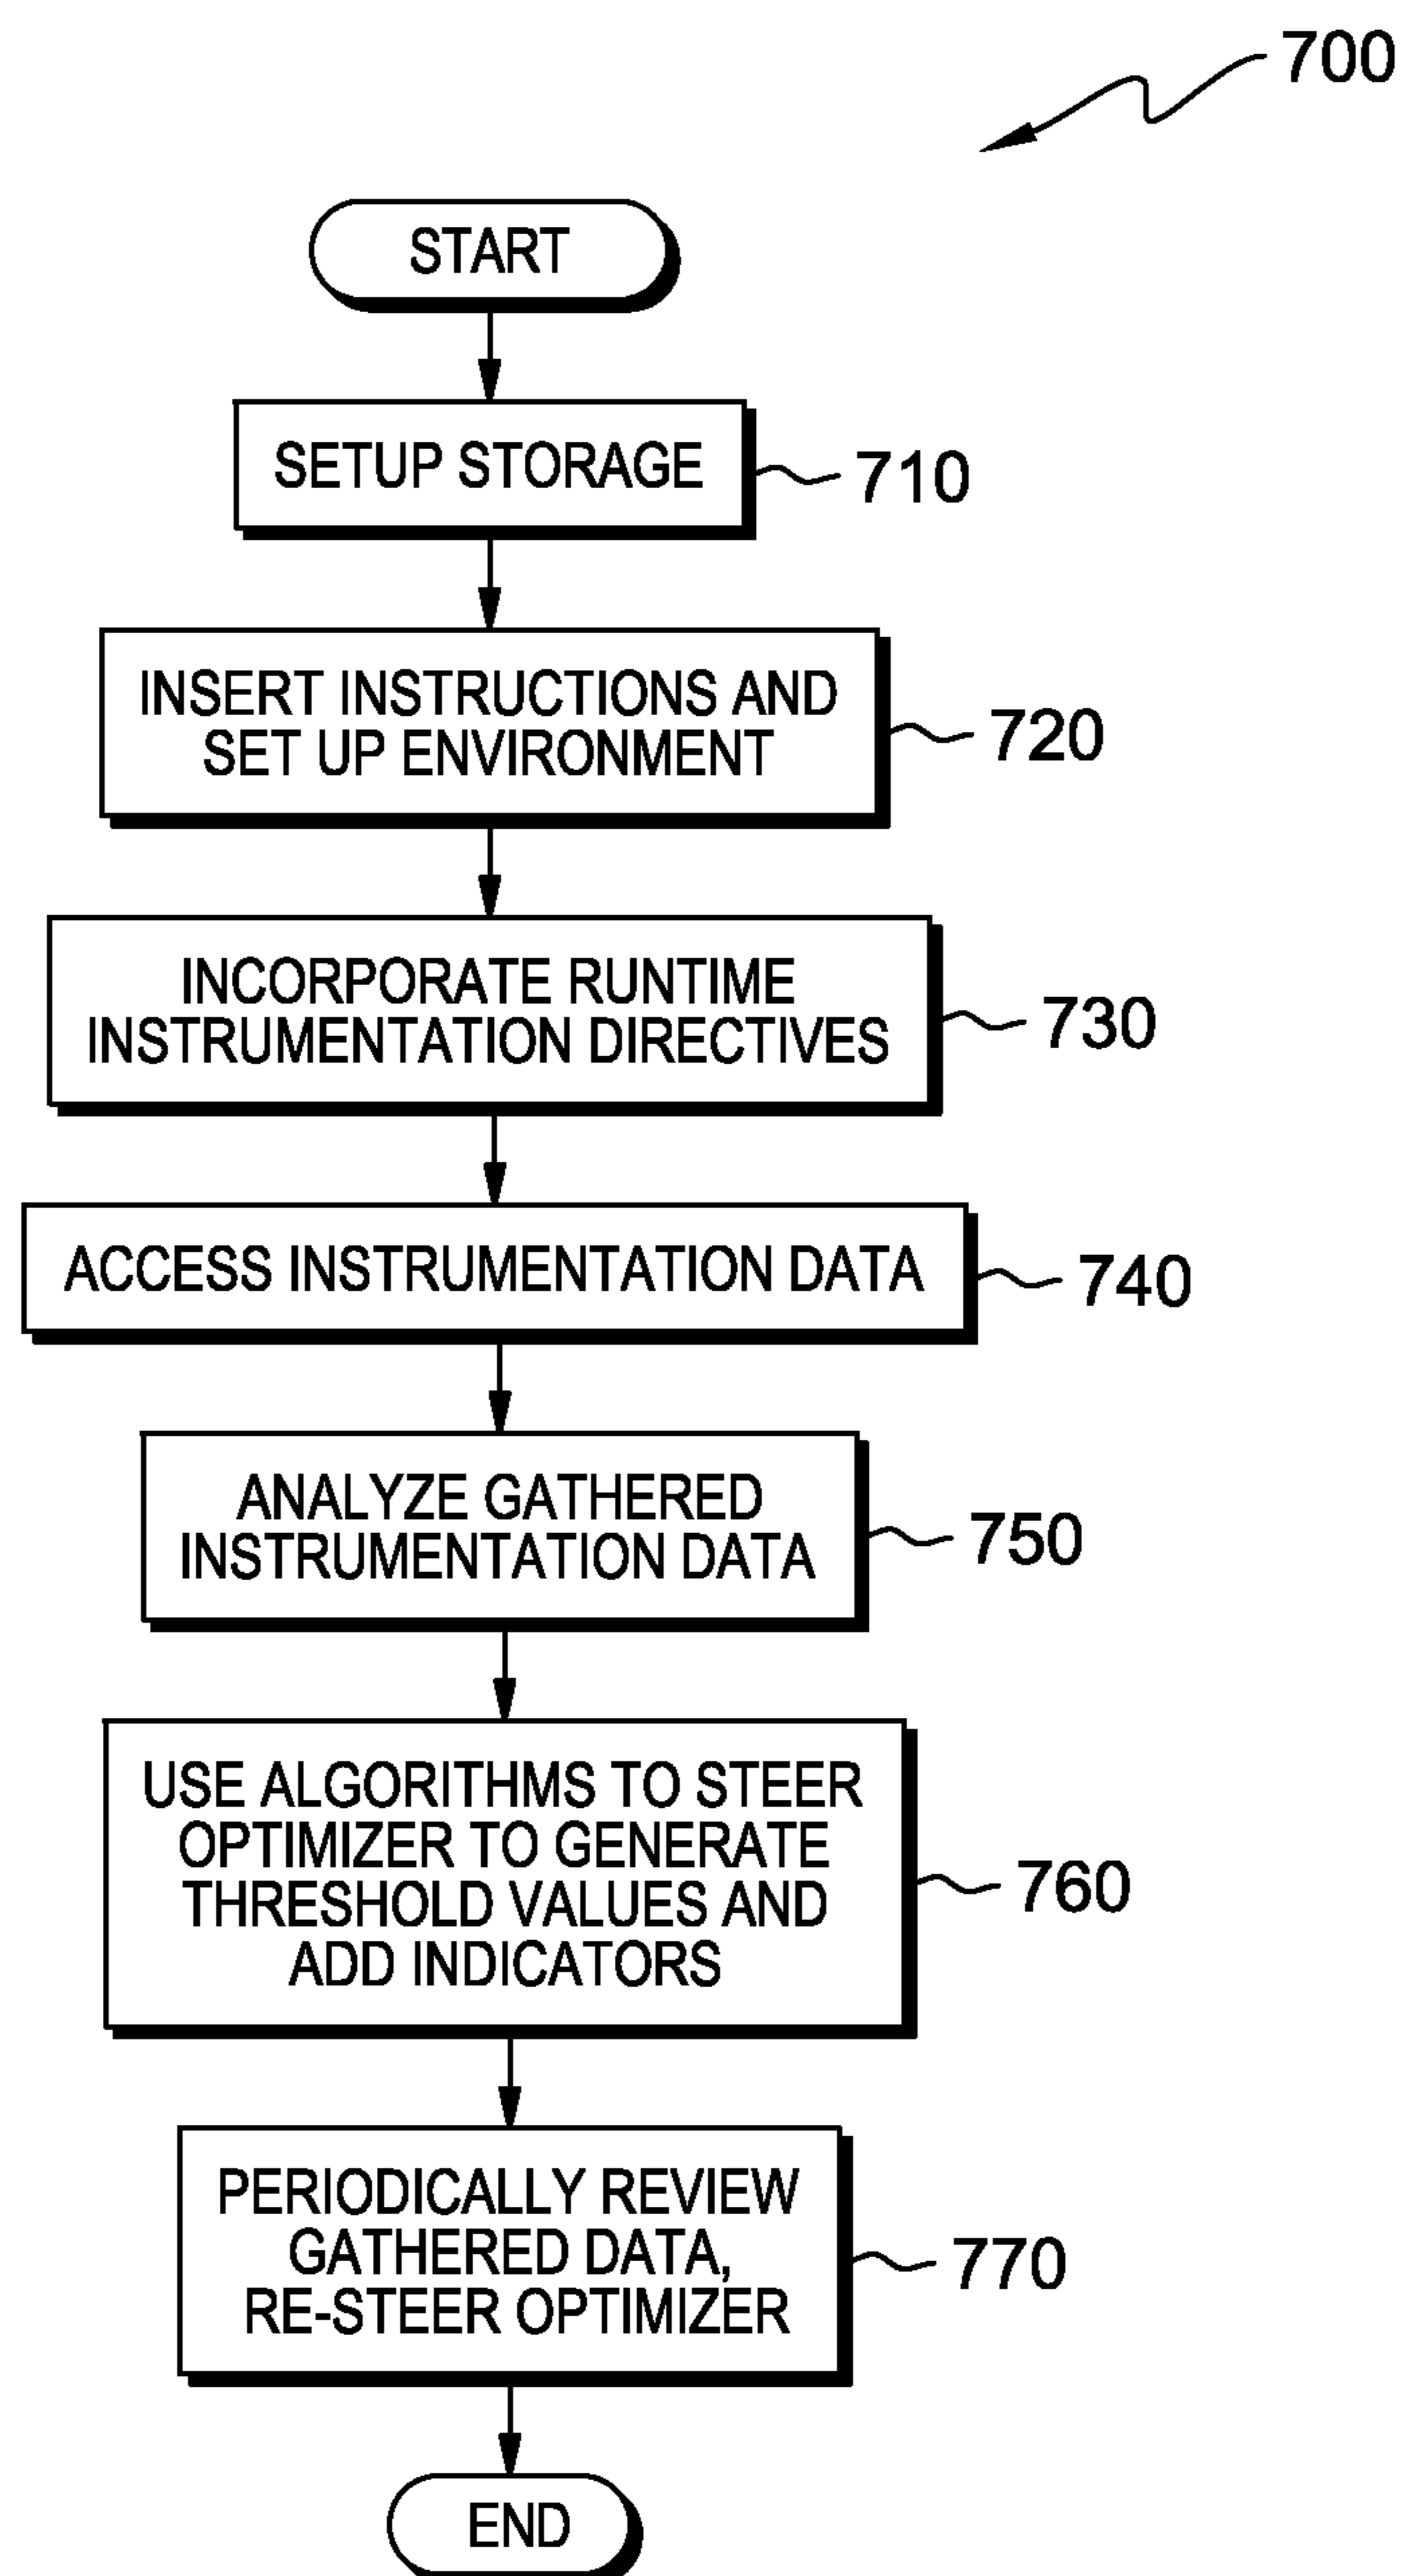 700
START
SETUP STORAGE
710
INSERT INSTRUCTIONS AND
SET UP ENVIRONMENT
720
INCORPORATE RUNTIME
INSTRUMENTATION DIRECTIVES
730
ACCESS INSTRUMENTATION DATA
740
ANALYZE GATHERED
INSTRUMENTATION DATA
750
USE ALGORITHMS TO STEER
OPTIMIZER TO GENERATE
THRESHOLD VALUES AND
ADD INDICATORS
760
PERIODICALLY REVIEW
GATHERED DATA,
RE-STEER OPTIMIZER
770
END